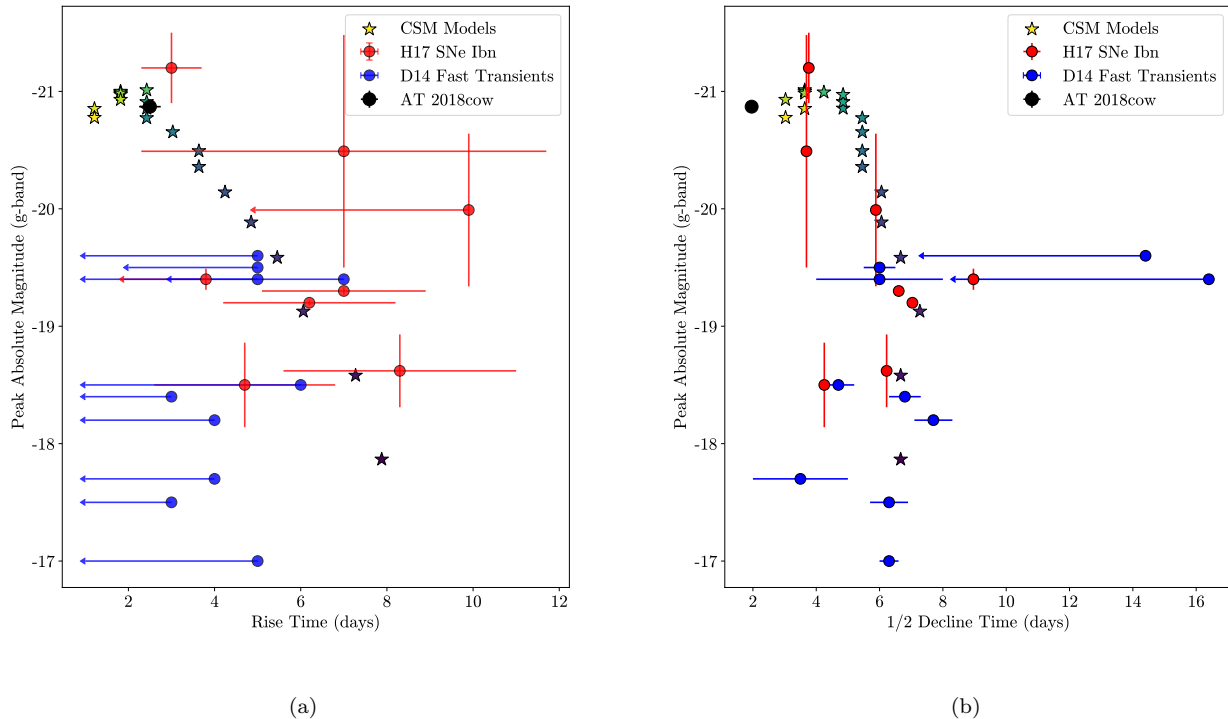 CSM Models
H17 SNe Ibn
D14 Fast Transients
AT 2018cow
-21
-20
-19
-18
-17
Peak Absolute Magnitude (g-band)
2 4 6 8 10 12
Rise Time (days)
(a)
CSM Models
H17 SNe Ibn
D14 Fast Transients
AT 2018cow
-21
-20
-19
-18
-17
Peak Absolute Magnitude (g-band)
2 4 6 8 10 12 14 16
1/2 Decline Time (days)
(b)